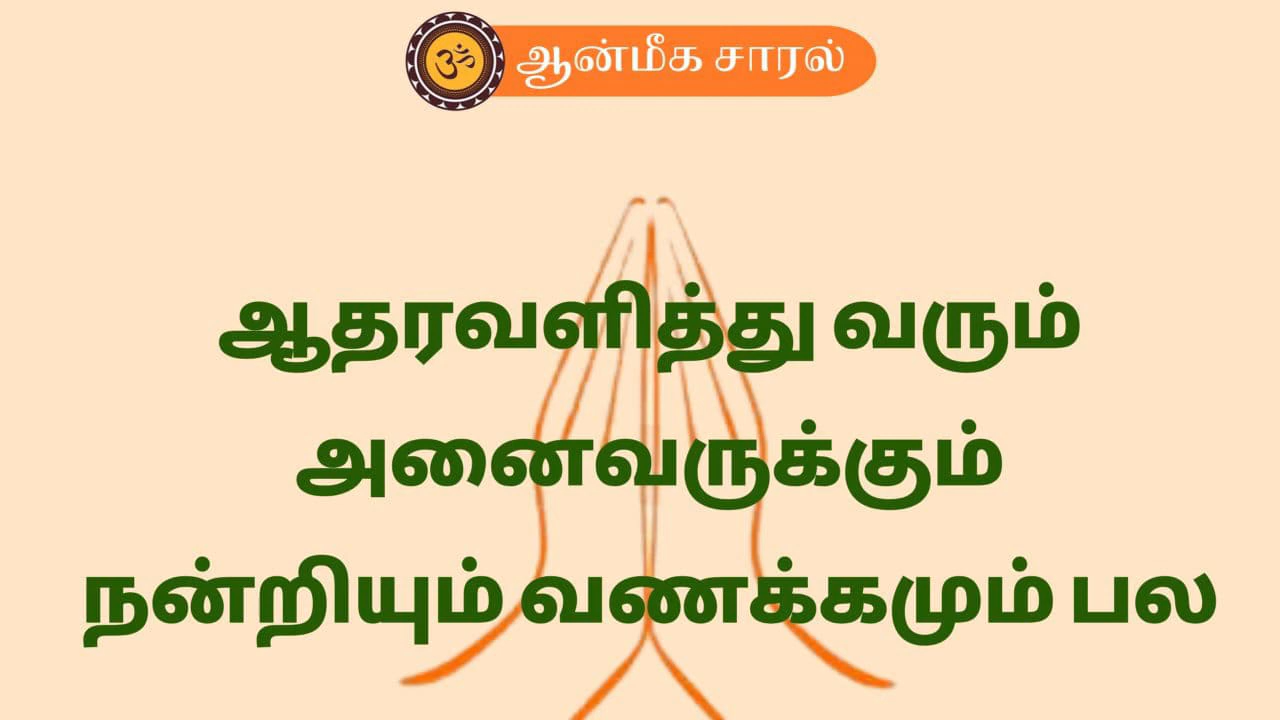 ஆன்மீக சாரல்
ஆதரவளித்து வரும்
அனைவருக்கும்
நன்றியும் வணக்கமும் பல